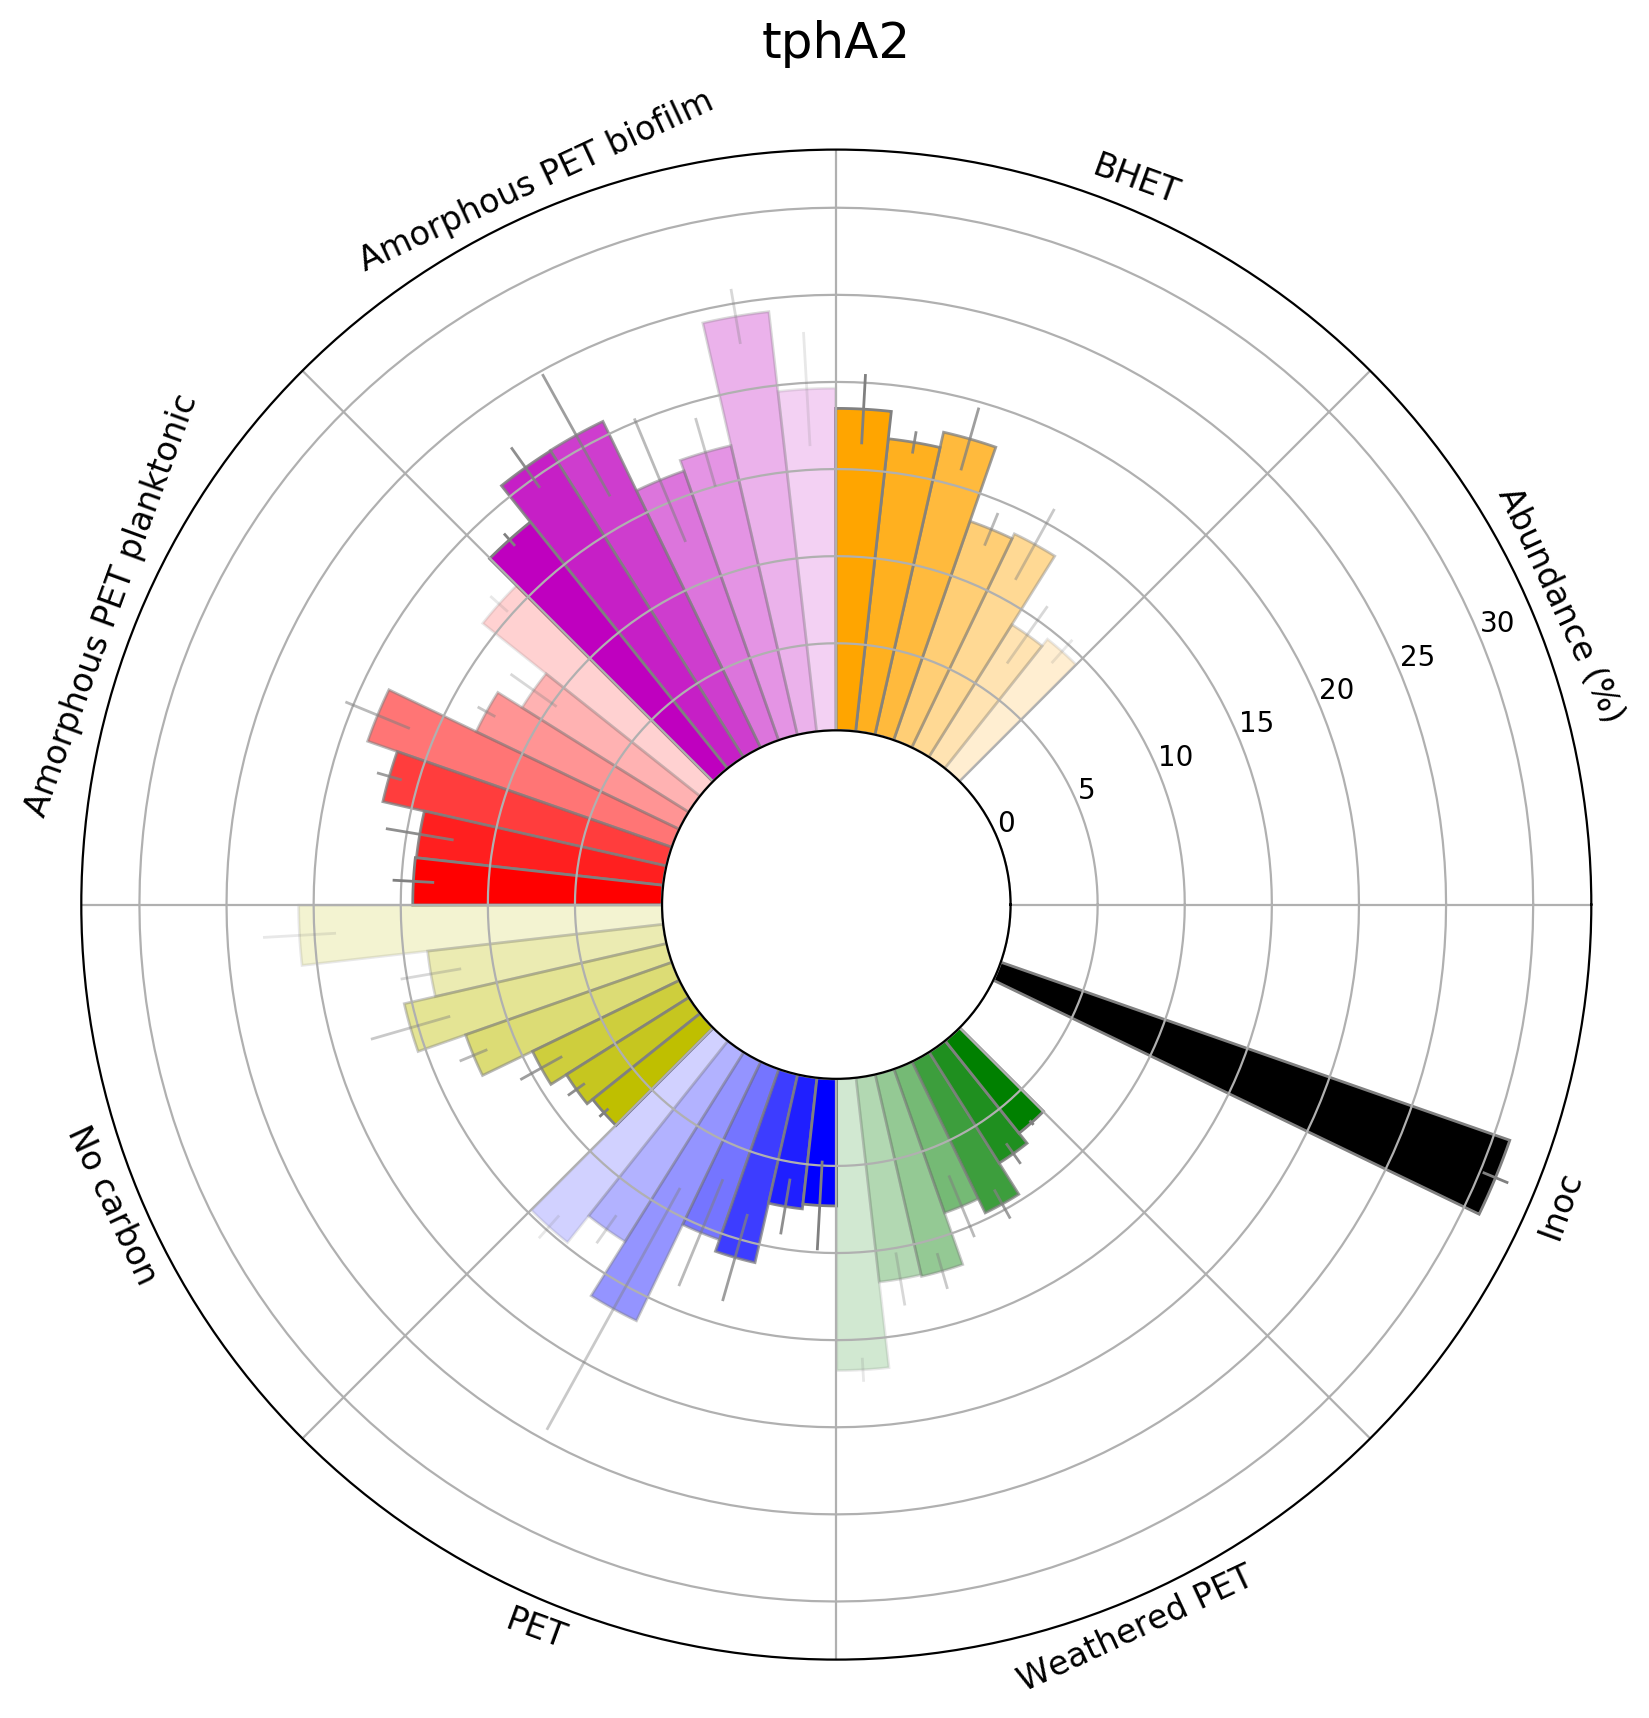 tphA2
Amorphous PET biofilm
BHET
Amorphous PET planktonic
Abundance (%)
30
25
20
15
10
5
0
No carbon
Inoc
PET
Weathered PET